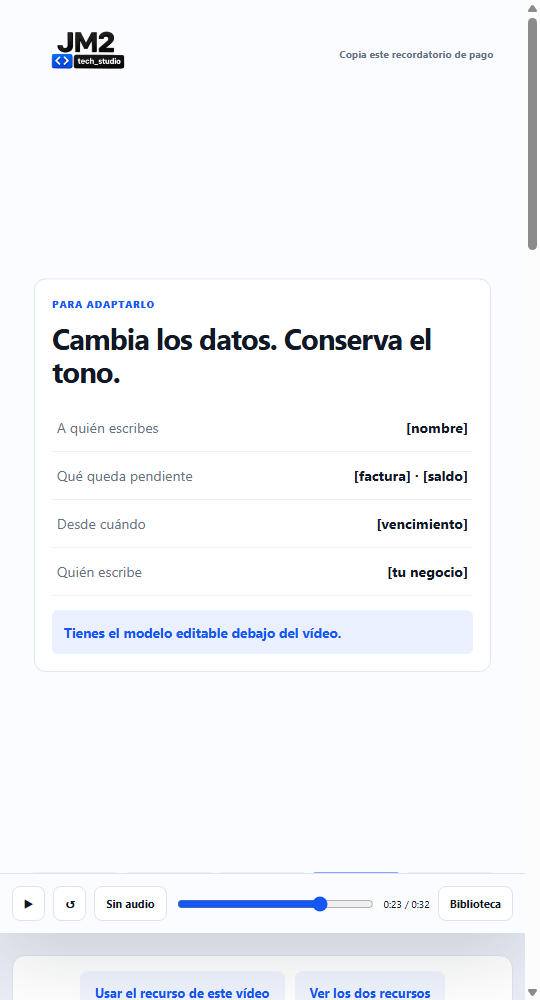 JM2
<> tech_studio
Copia este recordatorio de pago
PARA ADAPTARLO
Cambia los datos. Conserva el
tono.
A quién escribes [nombre]
Qué queda pendiente [factura] · [saldo]
Desde cuándo [vencimiento]
Quién escribe [tu negocio]
Tienes el modelo editable debajo del vídeo.
Sin audio 0:23 / 0:32 Biblioteca
Usar el recurso de este vídeo Ver los dos recursos